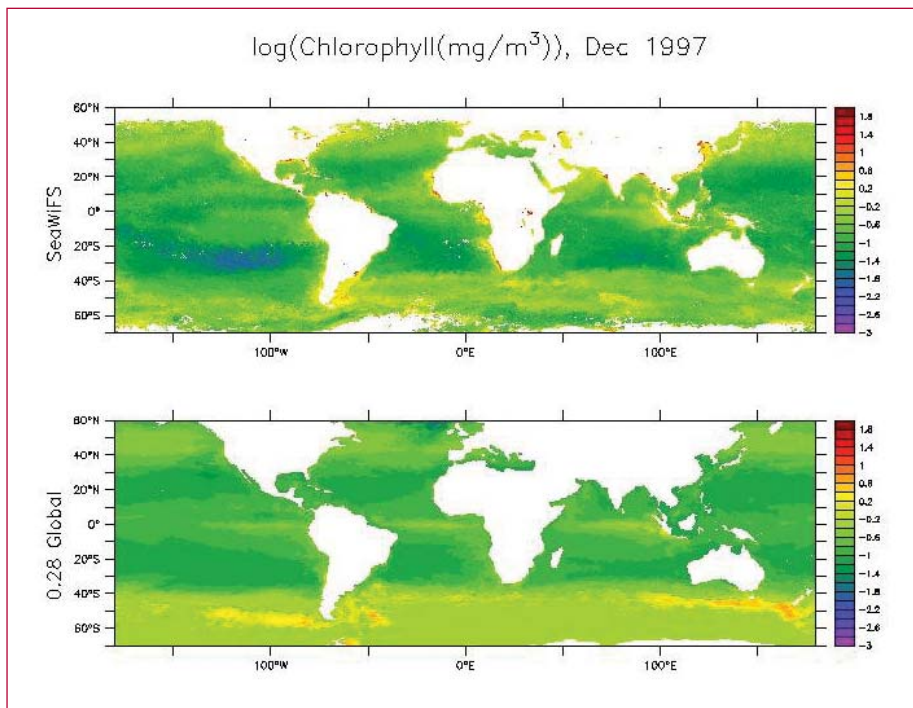 log(Chlorophyll(mg/m³)), Dec 1997
SeaWiFS
60°N
40°N
20°N
0°
20°S
40°S
60°S
100°W
0°E
100°E
1.8
1.4
1
0.6
0.2
-0.2
-0.6
-1
-1.4
-1.8
-2.2
-2.6
-3
0.28 Global
60°N
40°N
20°N
0°
20°S
40°S
60°S
100°W
0°E
100°E
1.8
1.4
1
0.6
0.2
-0.2
-0.6
-1
-1.4
-1.8
-2.2
-2.6
-3